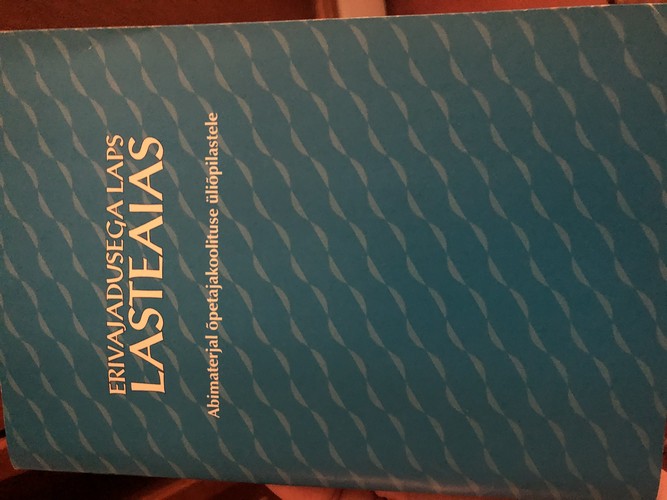 ERIVAJADUSEGA LAPS
LASTEAIAS
Abimaterjal õpetajakoolituse üliõpilastele